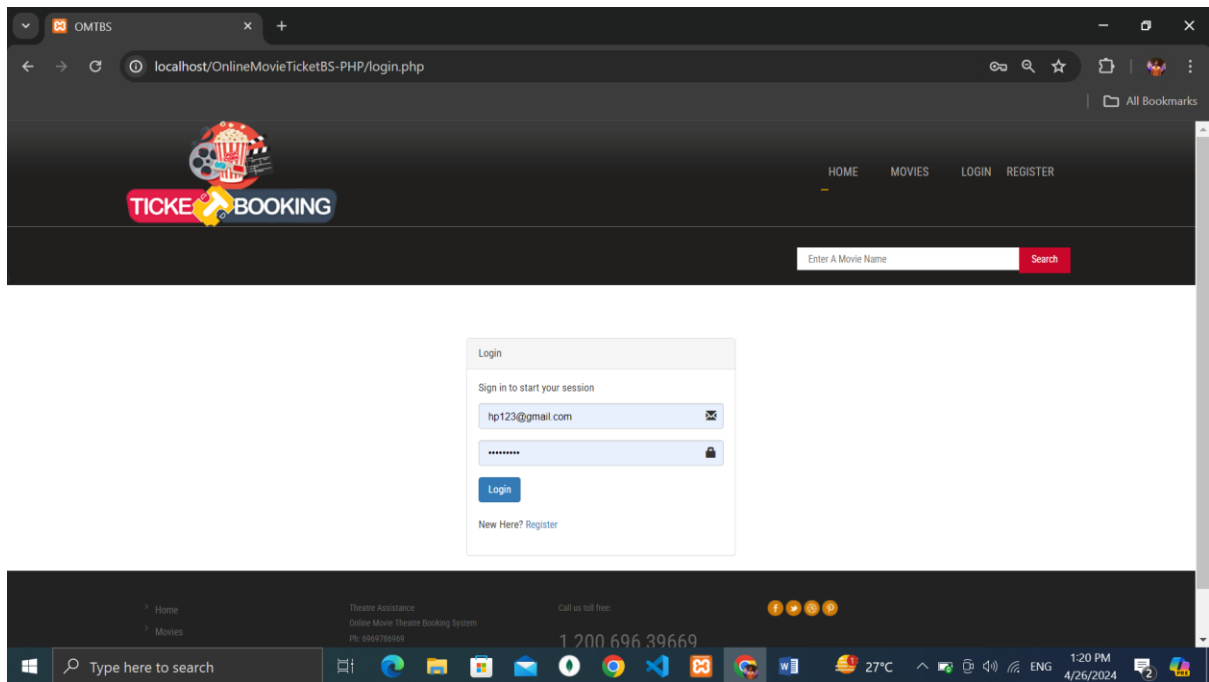 OMTBS
localhost/OnlineMovieTicketBS-PHP/login.php
All Bookmarks
TICKE BOOKING
HOME MOVIES LOGIN REGISTER
Enter A Movie Name Search
Login
Sign in to start your session
hp123@gmail.com
•••••••••
Login
New Here? Register
Home
Movies
Theatre Assistance
Online Movie Theatre Booking System
Ph: 6969786969
Call us toll free:
1 200 696 39669
Type here to search
27°C
ENG
1:20 PM
4/26/2024
2
PRE